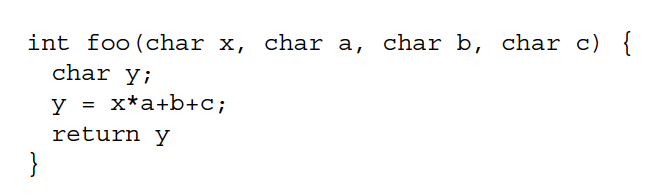 int foo(char x, char a, char b, char c) {
  char y;
  y = x*a+b+c;
  return y
}